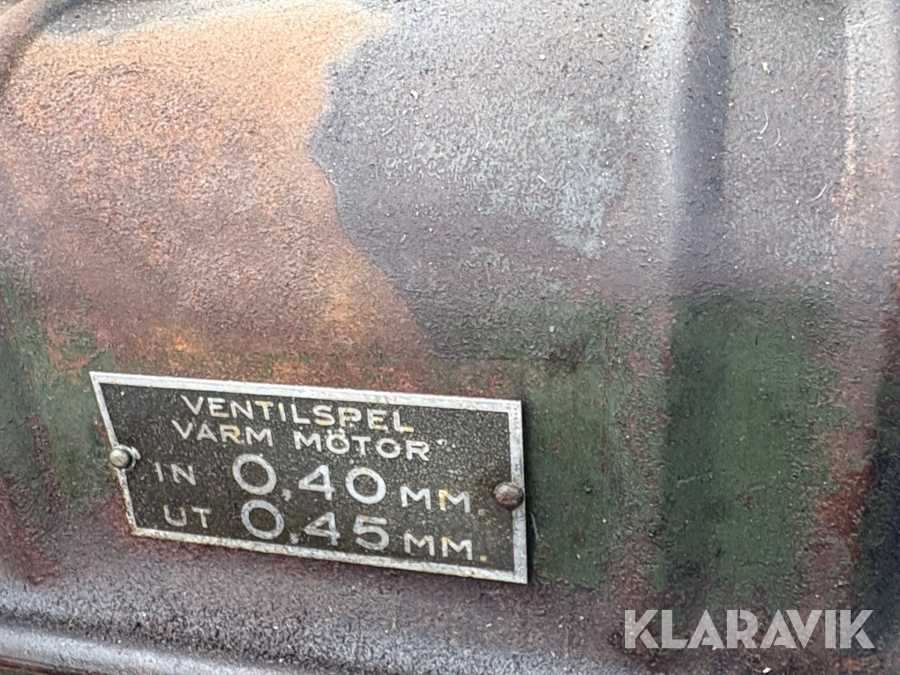 VENTILSPEL
VARM MOTOR
IN 0,40 MM.
UT 0,45 MM.
KLARAVIK